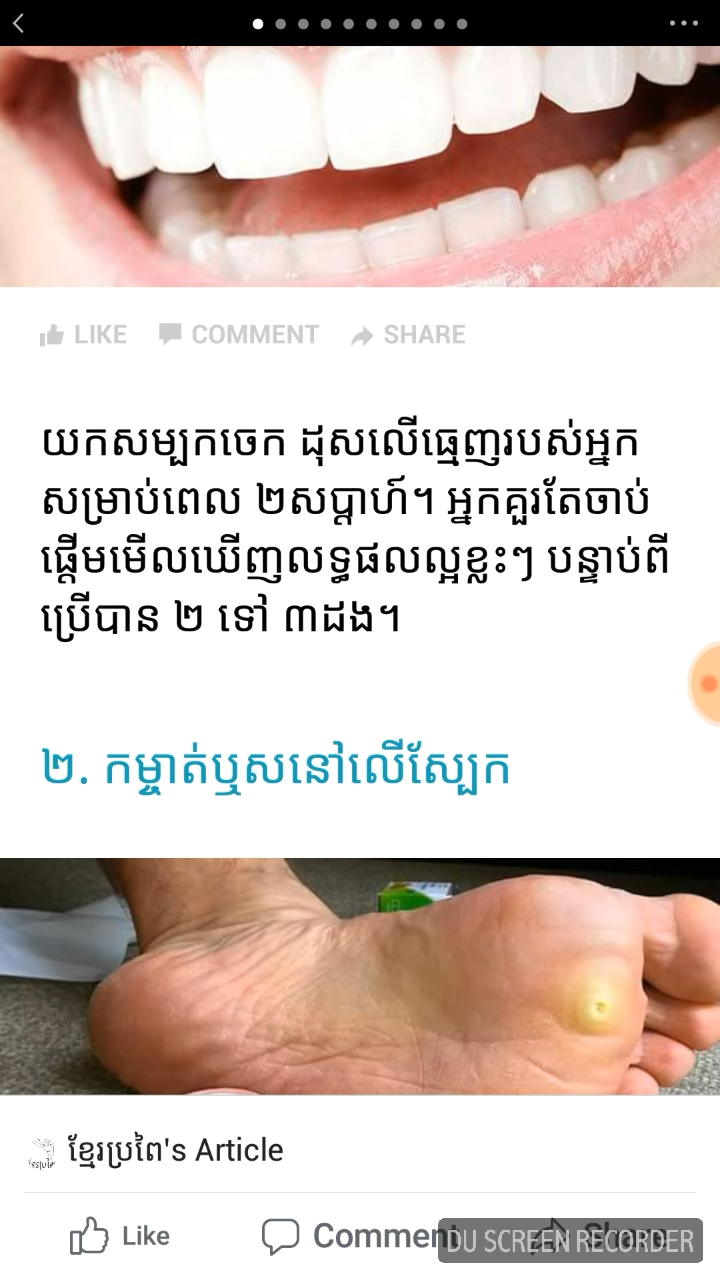 LIKE COMMENT SHARE
យកសម្បកចេក ដុសលើធ្មេញរបស់អ្នក
សម្រាប់ពេល ២សប្តាហ៍។ អ្នកគួរតែចាប់
ផ្តើមមើលឃើញលទ្ធផលល្អខ្លះៗ បន្ទាប់ពី
ប្រើបាន ២ ទៅ ៣ដង។
២. កម្ចាត់ឬសនៅលើស្បែក
ខ្មែរប្រពៃ's Article
Like Comment Share
DU SCREEN RECORDER